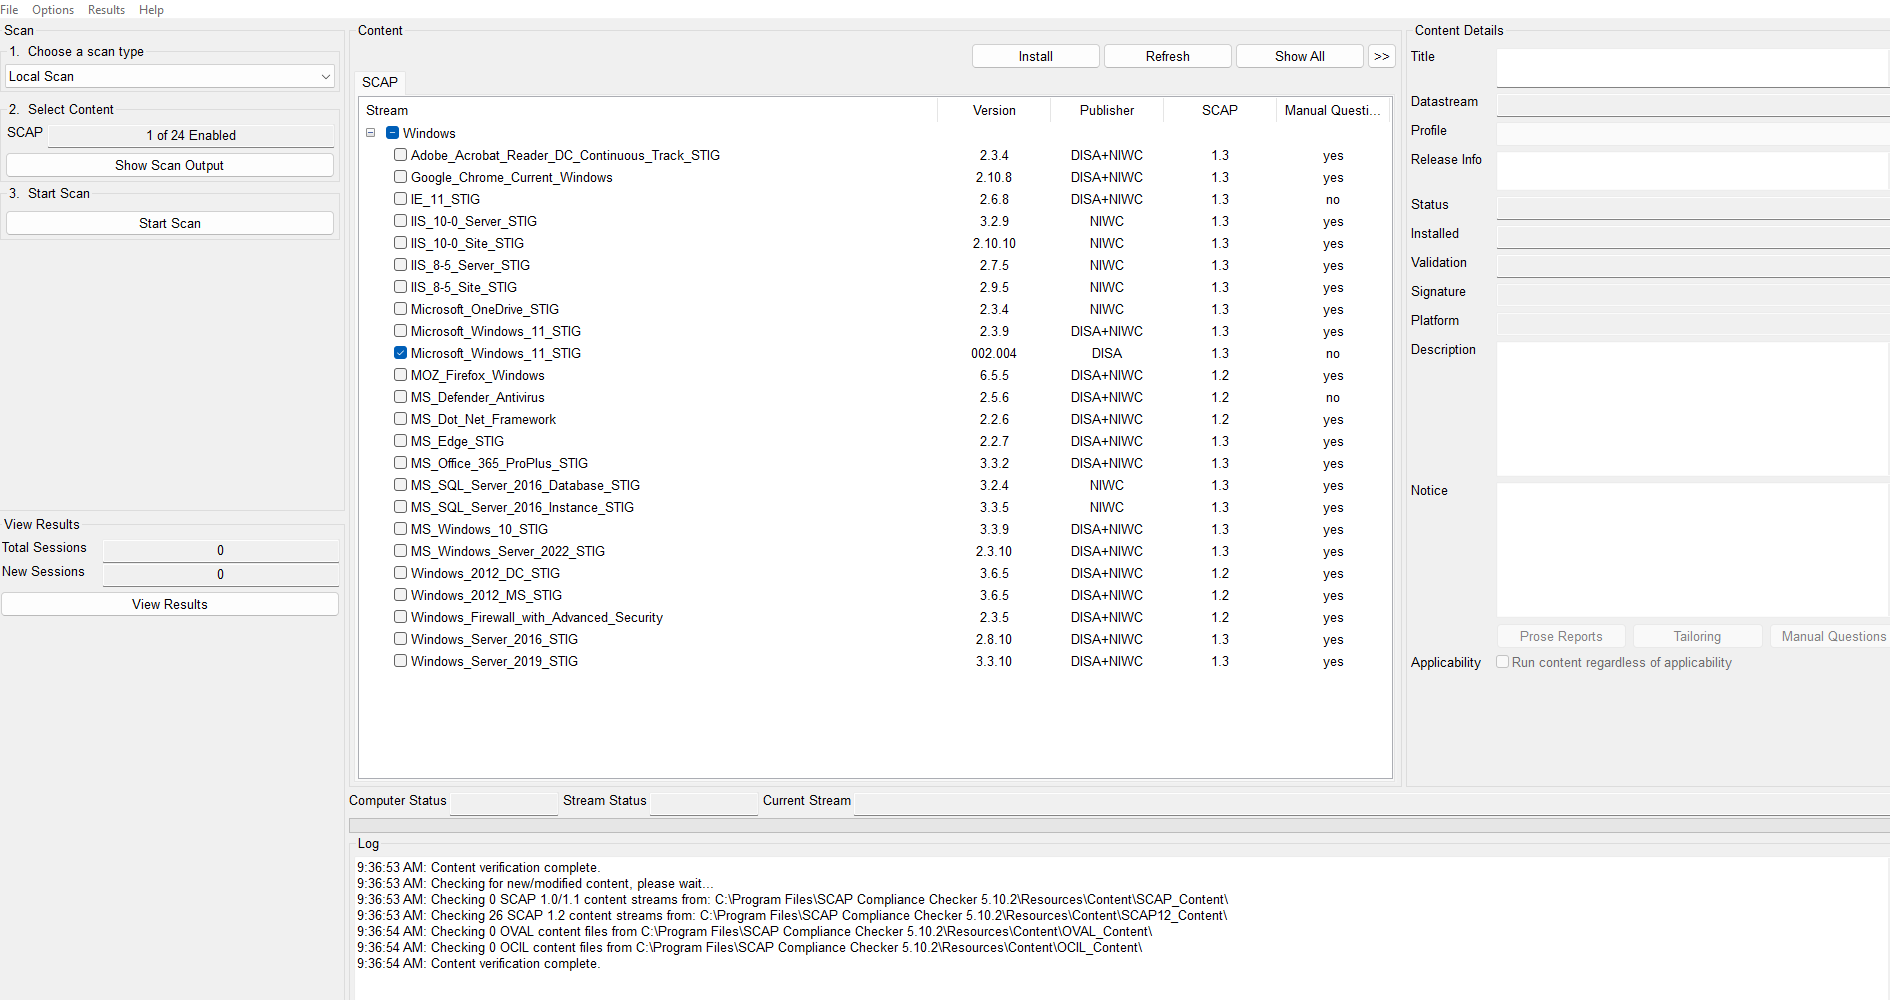 File Options Results Help
Scan
1. Choose a scan type
Local Scan
2. Select Content
SCAP 1 of 24 Enabled
Show Scan Output
3. Start Scan
Start Scan
View Results
Total Sessions 0
New Sessions 0
View Results
Content
Install Refresh Show All >>
SCAP
Stream Version Publisher SCAP Manual Questi...
Windows
Adobe_Acrobat_Reader_DC_Continuous_Track_STIG 2.3.4 DISA+NIWC 1.3 yes
Google_Chrome_Current_Windows 2.10.8 DISA+NIWC 1.3 yes
IE_11_STIG 2.6.8 DISA+NIWC 1.3 no
IIS_10-0_Server_STIG 3.2.9 NIWC 1.3 yes
IIS_10-0_Site_STIG 2.10.10 NIWC 1.3 yes
IIS_8-5_Server_STIG 2.7.5 NIWC 1.3 yes
IIS_8-5_Site_STIG 2.9.5 NIWC 1.3 yes
Microsoft_OneDrive_STIG 2.3.4 NIWC 1.3 yes
Microsoft_Windows_11_STIG 2.3.9 DISA+NIWC 1.3 yes
Microsoft_Windows_11_STIG 002.004 DISA 1.3 no
MOZ_Firefox_Windows 6.5.5 DISA+NIWC 1.2 yes
MS_Defender_Antivirus 2.5.6 DISA+NIWC 1.2 no
MS_Dot_Net_Framework 2.2.6 DISA+NIWC 1.2 yes
MS_Edge_STIG 2.2.7 DISA+NIWC 1.3 yes
MS_Office_365_ProPlus_STIG 3.3.2 DISA+NIWC 1.3 yes
MS_SQL_Server_2016_Database_STIG 3.2.4 NIWC 1.3 yes
MS_SQL_Server_2016_Instance_STIG 3.3.5 NIWC 1.3 yes
MS_Windows_10_STIG 3.3.9 DISA+NIWC 1.3 yes
MS_Windows_Server_2022_STIG 2.3.10 DISA+NIWC 1.3 yes
Windows_2012_DC_STIG 3.6.5 DISA+NIWC 1.2 yes
Windows_2012_MS_STIG 3.6.5 DISA+NIWC 1.2 yes
Windows_Firewall_with_Advanced_Security 2.3.5 DISA+NIWC 1.2 yes
Windows_Server_2016_STIG 2.8.10 DISA+NIWC 1.3 yes
Windows_Server_2019_STIG 3.3.10 DISA+NIWC 1.3 yes
Content Details
Title
Datastream
Profile
Release Info
Status
Installed
Validation
Signature
Platform
Description
Notice
Prose Reports Tailoring Manual Questions
Applicability Run content regardless of applicability
Computer Status Stream Status Current Stream
Log
9:36:53 AM: Content verification complete.
9:36:53 AM: Checking for new/modified content, please wait...
9:36:53 AM: Checking 0 SCAP 1.0/1.1 content streams from: C:\Program Files\SCAP Compliance Checker 5.10.2\Resources\Content\SCAP_Content\
9:36:53 AM: Checking 26 SCAP 1.2 content streams from: C:\Program Files\SCAP Compliance Checker 5.10.2\Resources\Content\SCAP12_Content\
9:36:54 AM: Checking 0 OVAL content files from C:\Program Files\SCAP Compliance Checker 5.10.2\Resources\Content\OVAL_Content\
9:36:54 AM: Checking 0 OCIL content files from C:\Program Files\SCAP Compliance Checker 5.10.2\Resources\Content\OCIL_Content\
9:36:54 AM: Content verification complete.